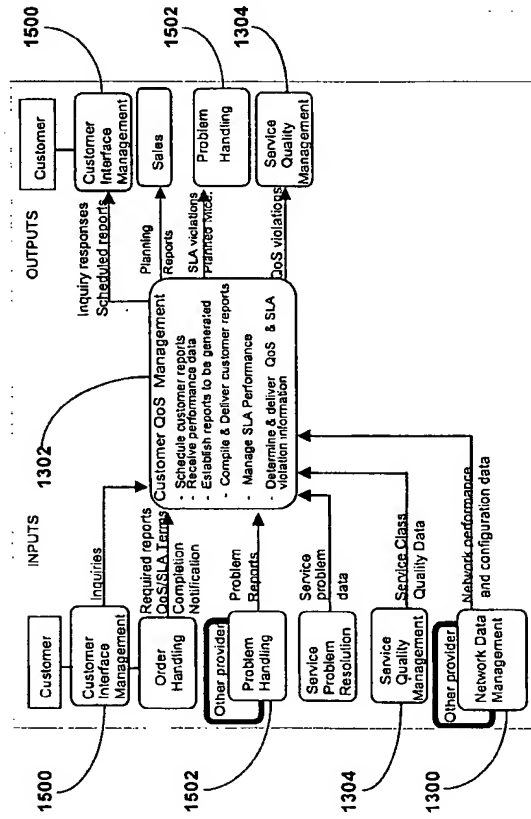 INPUTS
OUTPUTS
1302
1500
Customer
Customer
Interface
Management
Inquiries
Order
Handling
Required reports
QoS/SLA Terms
Completion
Notification
1502
Other provider
Problem
Handling
Problem
Reports
Service
Problem
Resolution
Service
problem
data
1304
Service
Quality
Management
Service Class
Quality Data
1300
Other provider
Network Data
Management
Network performance
and configuration data
Customer QoS Management
- Schedule customer reports
- Receive performance data
- Establish reports to be generated
- Compile & Deliver customer reports
- Manage SLA Performance
- Determine & deliver QoS & SLA
violation information
Inquiry responses
Scheduled reports
Customer
Customer
Interface
Management
1500
Planning
Reports
Sales
SLA violations
Planned
Problem
Handling
1502
QoS violations
Service
Quality
Management
1304